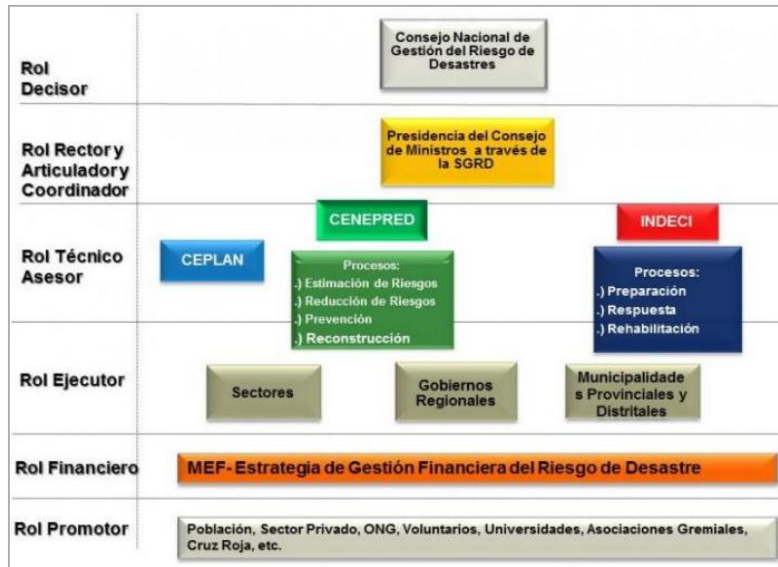 Rol
Decisor
Consejo Nacional de
Gestión del Riesgo de
Desastres
Rol Rector y
Articulador y
Coordinador
Presidencia del Consejo
de Ministros a través de
la SGRD
Rol Técnico
Asesor
CEPLAN
CENEPRED
Procesos:
.) Estimación de Riesgos
.) Reducción de Riesgos
.) Prevención
.) Reconstrucción
INDECI
Procesos:
.) Preparación
.) Respuesta
.) Rehabilitación
Rol Ejecutor
Sectores
Gobiernos
Regionales
Municipalidade
s Provinciales y
Distritales
Rol Financiero
MEF- Estrategia de Gestión Financiera del Riesgo de Desastre
Rol Promotor
Población, Sector Privado, ONG, Voluntarios, Universidades, Asociaciones Gremiales,
Cruz Roja, etc.